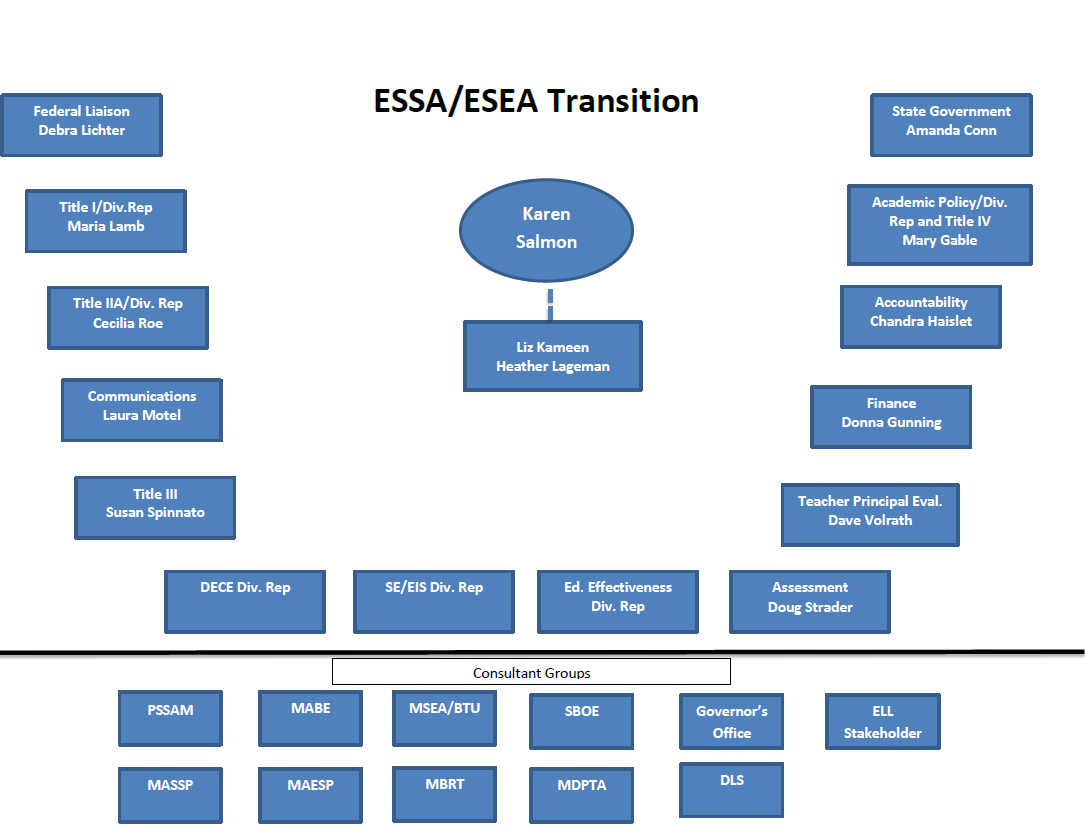 ESSA/ESEA Transition
Federal Liaison
Debra Lichter
State Government
Amanda Conn
Title I/Div.Rep
Maria Lamb
Karen
Salmon
Academic Policy/Div.
Rep and Title IV
Mary Gable
Title IIA/Div. Rep
Cecilia Roe
Liz Kameen
Heather Lageman
Accountability
Chandra Haislet
Communications
Laura Motel
Finance
Donna Gunning
Title III
Susan Spinnato
Teacher Principal Eval.
Dave Volrath
DECE Div. Rep
SE/EIS Div. Rep
Ed. Effectiveness
Div. Rep
Assessment
Doug Strader
Consultant Groups
PSSAM
MABE
MSEA/BTU
SBOE
Governor’s
Office
ELL
Stakeholder
MASSP
MAESP
MBRT
MDPTA
DLS